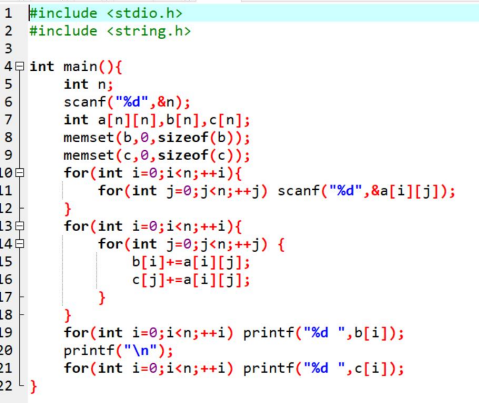 1 #include <stdio.h>
2 #include <string.h>
3
4 int main(){
5     int n;
6     scanf("%d",&n);
7     int a[n][n],b[n],c[n];
8     memset(b,0,sizeof(b));
9     memset(c,0,sizeof(c));
10     for(int i=0;i<n;++i){
11         for(int j=0;j<n;++j) scanf("%d",&a[i][j]);
12     }
13     for(int i=0;i<n;++i){
14         for(int j=0;j<n;++j) {
15             b[i]+=a[i][j];
16             c[j]+=a[i][j];
17         }
18     }
19     for(int i=0;i<n;++i) printf("%d ",b[i]);
20     printf("\n");
21     for(int i=0;i<n;++i) printf("%d ",c[i]);
22 }